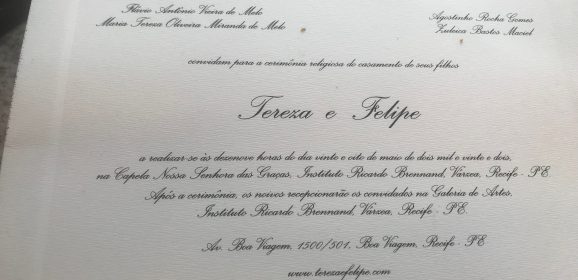 Flávio Antônio Vieira de Melo
Maria Tereza Oliveira Miranda de Melo
Agostinho Rocha Gomes
Zuleica Bastos Maciel
convidam para a cerimônia religiosa do casamento de seus filhos
Tereza e Felipe
a realizar-se às dezenove horas do dia vinte e oito de maio de dois mil e vinte e dois,
na Capela Nossa Senhora das Graças, Instituto Ricardo Brennand, Várzea, Recife - PE.
Após a cerimônia, os noivos recepcionarão os convidados na Galeria de Artes,
Instituto Ricardo Brennand, Várzea, Recife - PE.
Av. Boa Viagem, 1500/501, Boa Viagem, Recife - PE
www.terezaefelipe.com